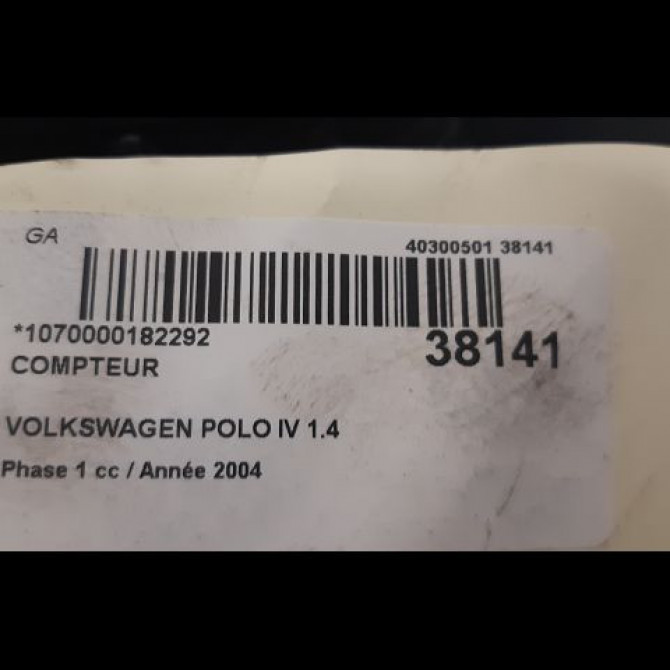 GA
40300501 38141
*1070000182292
38141
COMPTEUR
VOLKSWAGEN POLO IV 1.4
Phase 1 cc / Année 2004